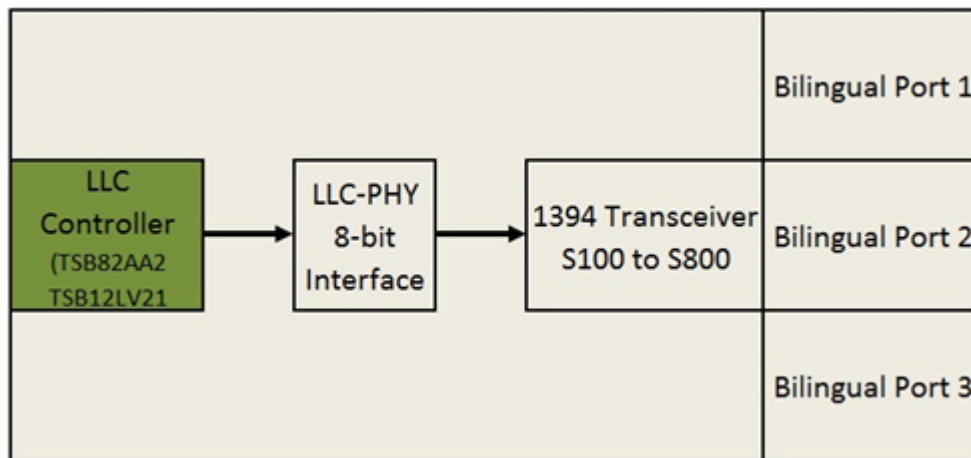 LLC
Controller
(TSB82AA2
TSB12LV21
LLC-PHY
8-bit
Interface
1394 Transceiver
S100 to S800
Bilingual Port 1
Bilingual Port 2
Bilingual Port 3